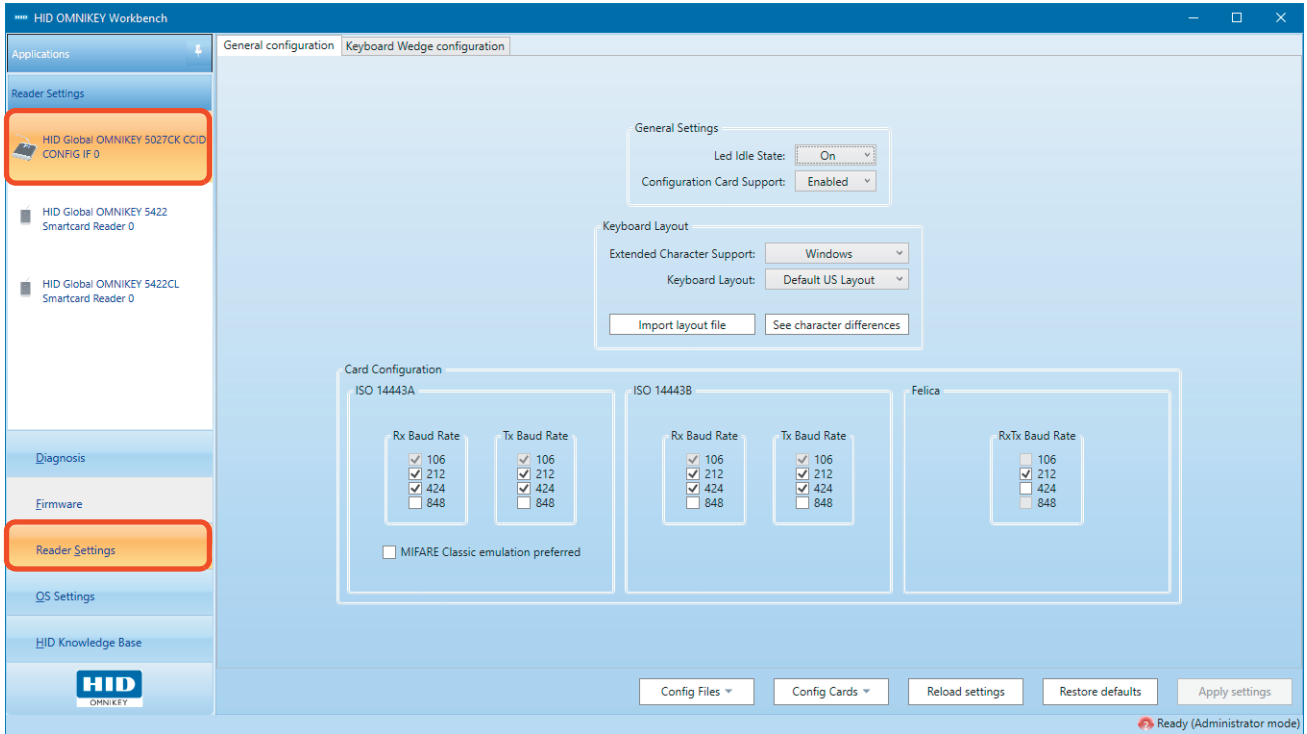 HID OMNIKEY Workbench
Applications
Reader Settings
HID Global OMNIKEY 5027CK CCID
CONFIG IF 0
HID Global OMNIKEY 5422
Smartcard Reader 0
HID Global OMNIKEY 5422CL
Smartcard Reader 0
Diagnosis
Firmware
Reader Settings
OS Settings
HID Knowledge Base
HID
OMNIKEY
General configuration Keyboard Wedge configuration
General Settings
Led Idle State: On
Configuration Card Support: Enabled
Keyboard Layout
Extended Character Support: Windows
Keyboard Layout: Default US Layout
Import layout file See character differences
Card Configuration
ISO 14443A
Rx Baud Rate
106
212
424
848
Tx Baud Rate
106
212
424
848
MIFARE Classic emulation preferred
ISO 14443B
Rx Baud Rate
106
212
424
848
Tx Baud Rate
106
212
424
848
Felica
RxTx Baud Rate
106
212
424
848
Config Files Config Cards Reload settings Restore defaults Apply settings
Ready (Administrator mode)